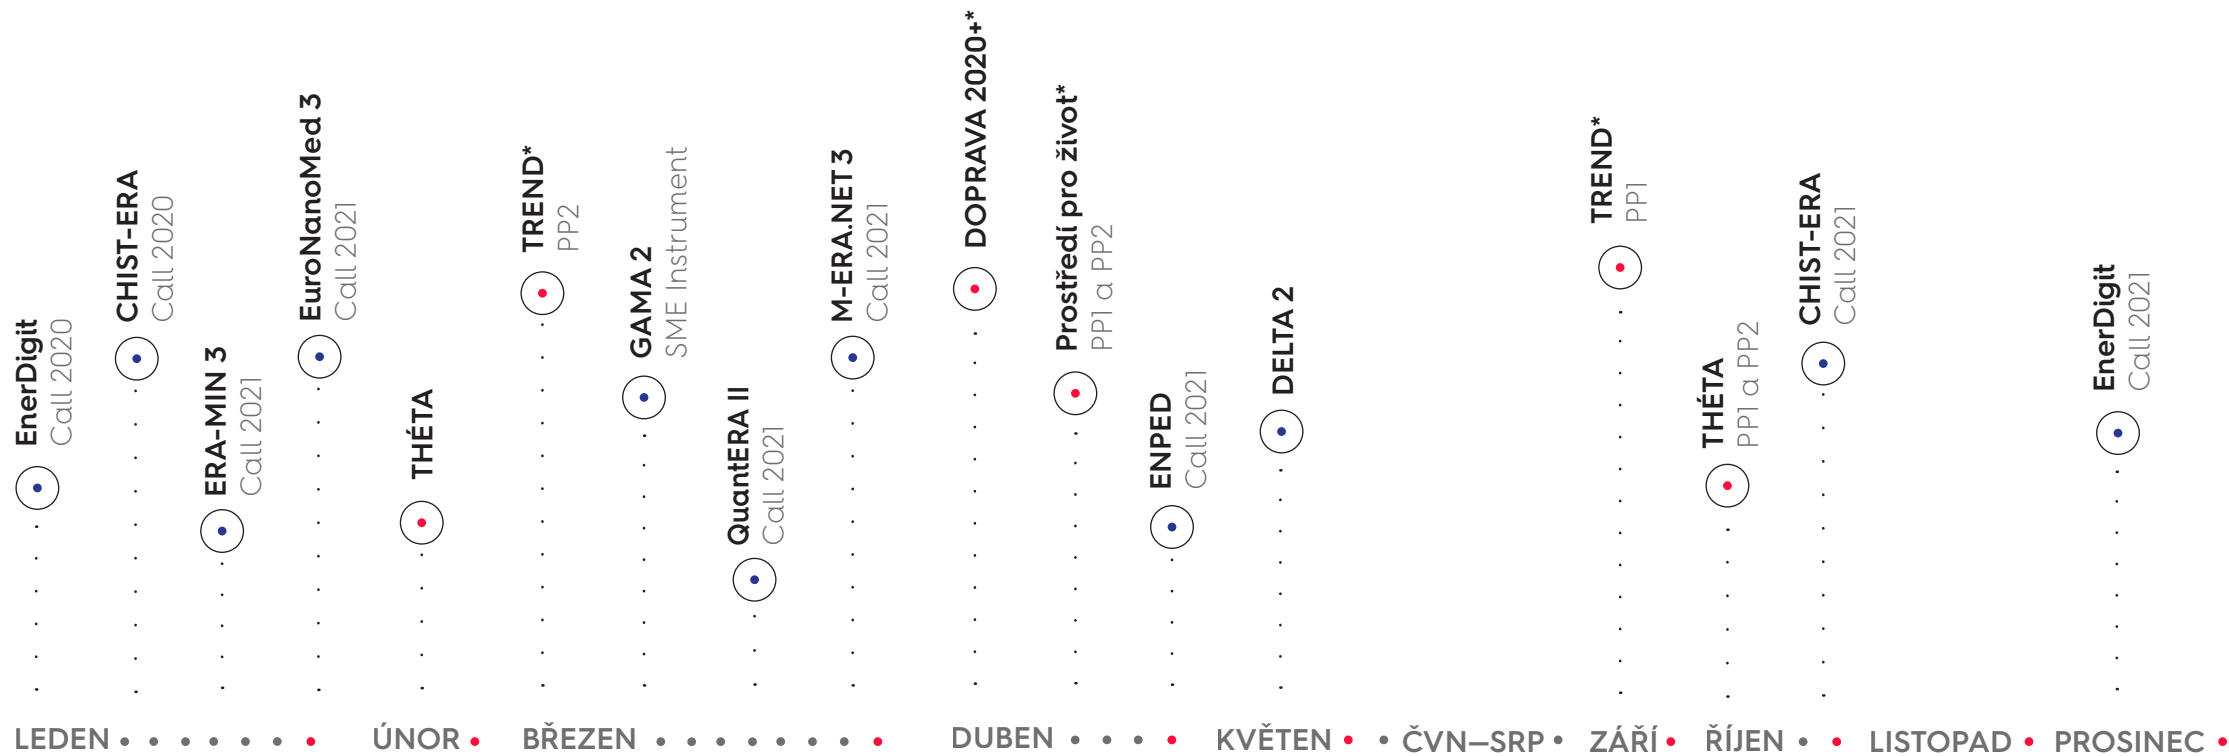 EnerDigit
Call 2020
CHIST-ERA
Call 2020
ERA-MIN 3
Call 2021
EuroNanoMed 3
Call 2021
THÉTA
TREND*
PP2
GAMA 2
SME Instrument
QuantERA II
Call 2021
M-ERA.NET 3
Call 2021
DOPRAVA 2020+*
Prostředí pro život*
PP1 a PP2
ENPED
Call 2021
DELTA 2
TREND*
PP1
THÉTA
PP1 a PP2
CHIST-ERA
Call 2021
EnerDigit
Call 2021
LEDEN
ÚNOR
BŘEZEN
DUBEN
KVĚTEN
ČVN—SRP
ZÁŘÍ
ŘÍJEN
LISTOPAD
PROSINEC